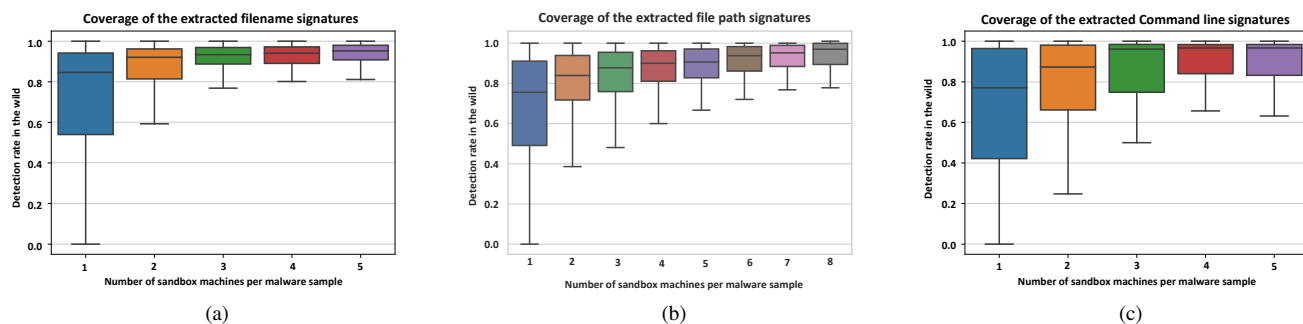 Coverage of the extracted filename signatures
1.0
0.8
0.6
0.4
0.2
0.0
Detection rate in the wild
1 2 3 4 5
Number of sandbox machines per malware sample
(a)
Coverage of the extracted file path signatures
1.0
0.8
0.6
0.4
0.2
0.0
Detection rate in the wild
1 2 3 4 5 6 7 8
Number of sandbox machines per malware sample
(b)
Coverage of the extracted Command line signatures
1.0
0.8
0.6
0.4
0.2
0.0
Detection rate in the wild
1 2 3 4 5
Number of sandbox machines per malware sample
(c)